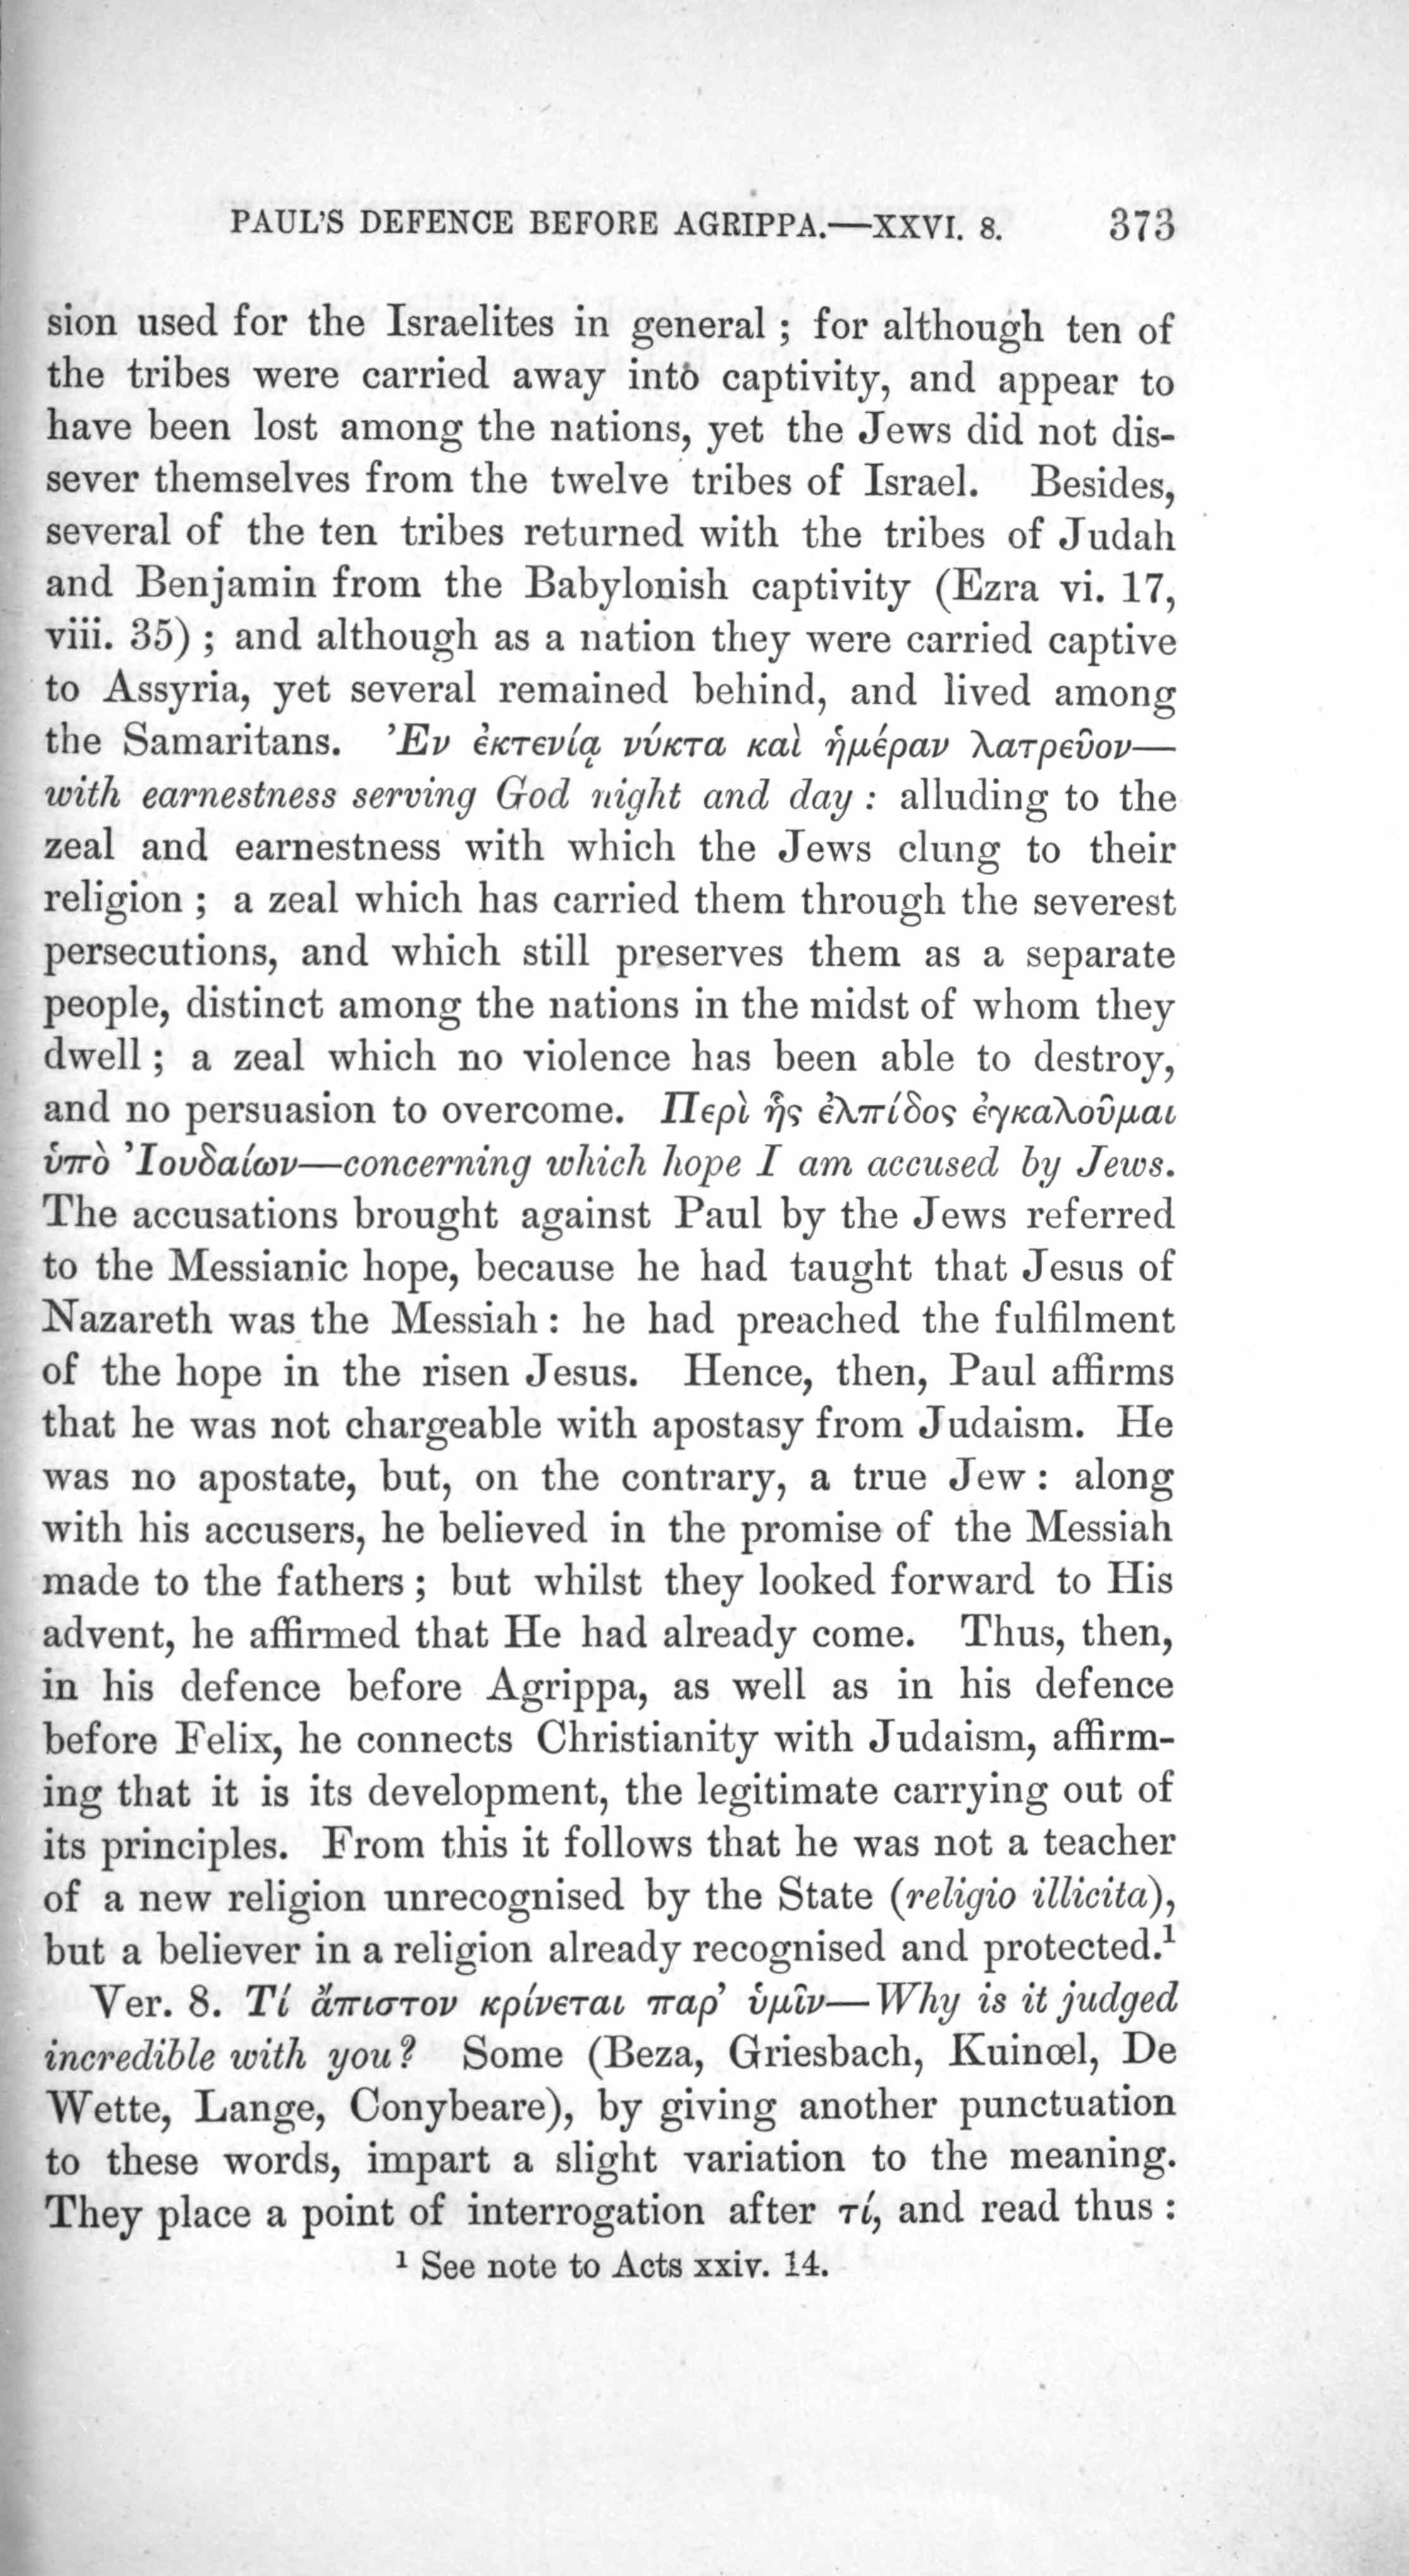 PAUL'S DEFENCE BEFORE AGRIPPA.—XXVI. 8. 373
sion used for the Israelites in general ; for although ten of
the tribes were carried away into captivity, and appear to
have been lost among the nations, yet the Jews did not dis-
sever themselves from the twelve tribes of Israel. Besides,
several of the ten tribes returned with the tribes of Judah
and Benjamin from the Babylonish captivity (Ezra vi. 17,
viii. 35) ; and although as a nation they were carried captive
to Assyria, yet several remained behind, and lived among
the Samaritans. Ἐν ἐκτενίᾳ νύκτα καὶ ἡμέραν λατρεῦον—
with earnestness serving God night and day : alluding to the
zeal and earnestness with which the Jews clung to their
religion ; a zeal which has carried them through the severest
persecutions, and which still preserves them as a separate
people, distinct among the nations in the midst of whom they
dwell ; a zeal which no violence has been able to destroy,
and no persuasion to overcome. Περὶ ἧς ἐλπίδος ἐγκαλοῦμαι
ὑπὸ Ἰουδαίων—concerning which hope I am accused by Jews.
The accusations brought against Paul by the Jews referred
to the Messianic hope, because he had taught that Jesus of
Nazareth was the Messiah : he had preached the fulfilment
of the hope in the risen Jesus. Hence, then, Paul affirms
that he was not chargeable with apostasy from Judaism. He
was no apostate, but, on the contrary, a true Jew : along
with his accusers, he believed in the promise of the Messiah
made to the fathers ; but whilst they looked forward to His
advent, he affirmed that He had already come. Thus, then,
in his defence before Agrippa, as well as in his defence
before Felix, he connects Christianity with Judaism, affirm-
ing that it is its development, the legitimate carrying out of
its principles. From this it follows that he was not a teacher
of a new religion unrecognised by the State (religio illicita),
but a believer in a religion already recognised and protected.¹
Ver. 8. Τί ἄπιστον κρίνεται παρ' ὑμῖν—Why is it judged
incredible with you? Some (Beza, Griesbach, Kuinœl, De
Wette, Lange, Conybeare), by giving another punctuation
to these words, impart a slight variation to the meaning.
They place a point of interrogation after τί, and read thus :
¹ See note to Acts xxiv. 14.